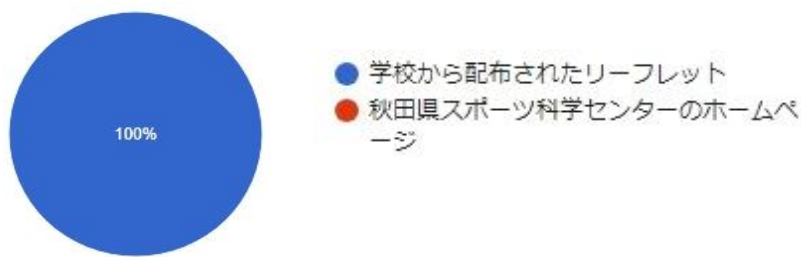 100%
学校から配布されたリーフレット
秋田県スポーツ科学センターのホームペ
ージ